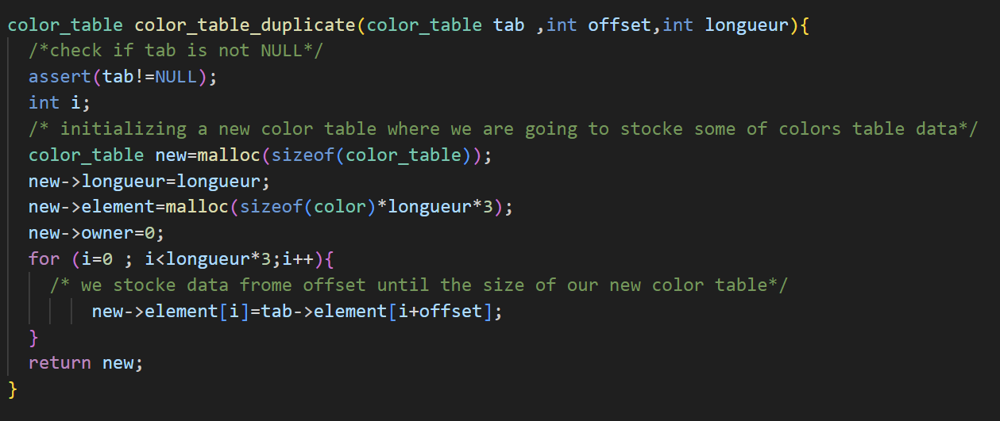 color_table color_table_duplicate(color_table tab ,int offset,int longueur){
/*check if tab is not NULL*/
assert(tab!=NULL);
int i;
/* initializing a new color table where we are going to stocke some of colors table data*/
color_table new=malloc(sizeof(color_table));
new->longueur=longueur;
new->element=malloc(sizeof(color)*longueur*3);
new->owner=0;
for (i=0 ; i<longueur*3;i++){
/* we stocke data frome offset until the size of our new color table*/
new->element[i]=tab->element[i+offset];
}
return new;
}